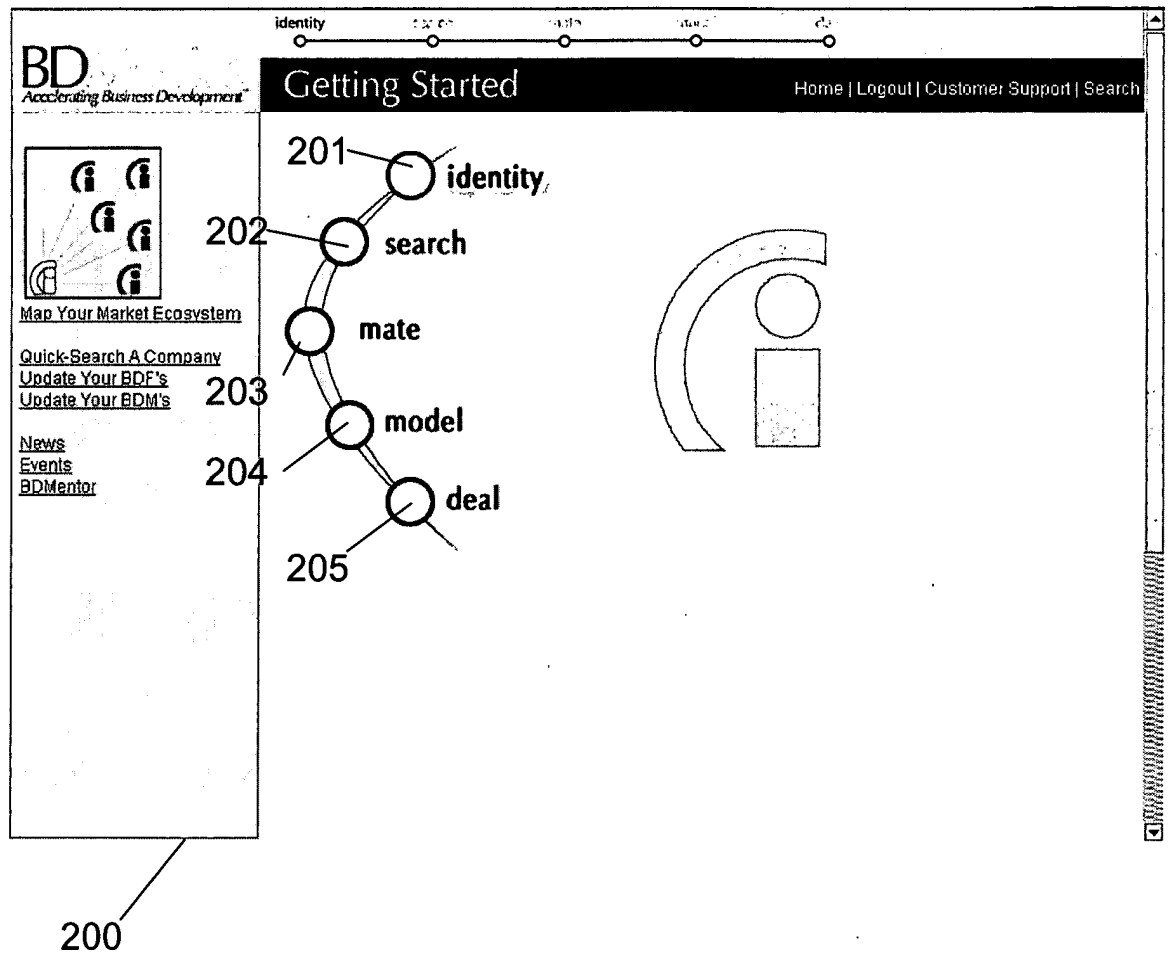 identity
BD
Accelerating Business Development
Getting Started
Home | Logout | Customer Support | Search
201
identity
202
search
Map Your Market Ecosystem
mate
Quick-Search A Company
Update Your BDF's
203
Update Your BDM's
model
News
204
Events
BDMentor
deal
205
200